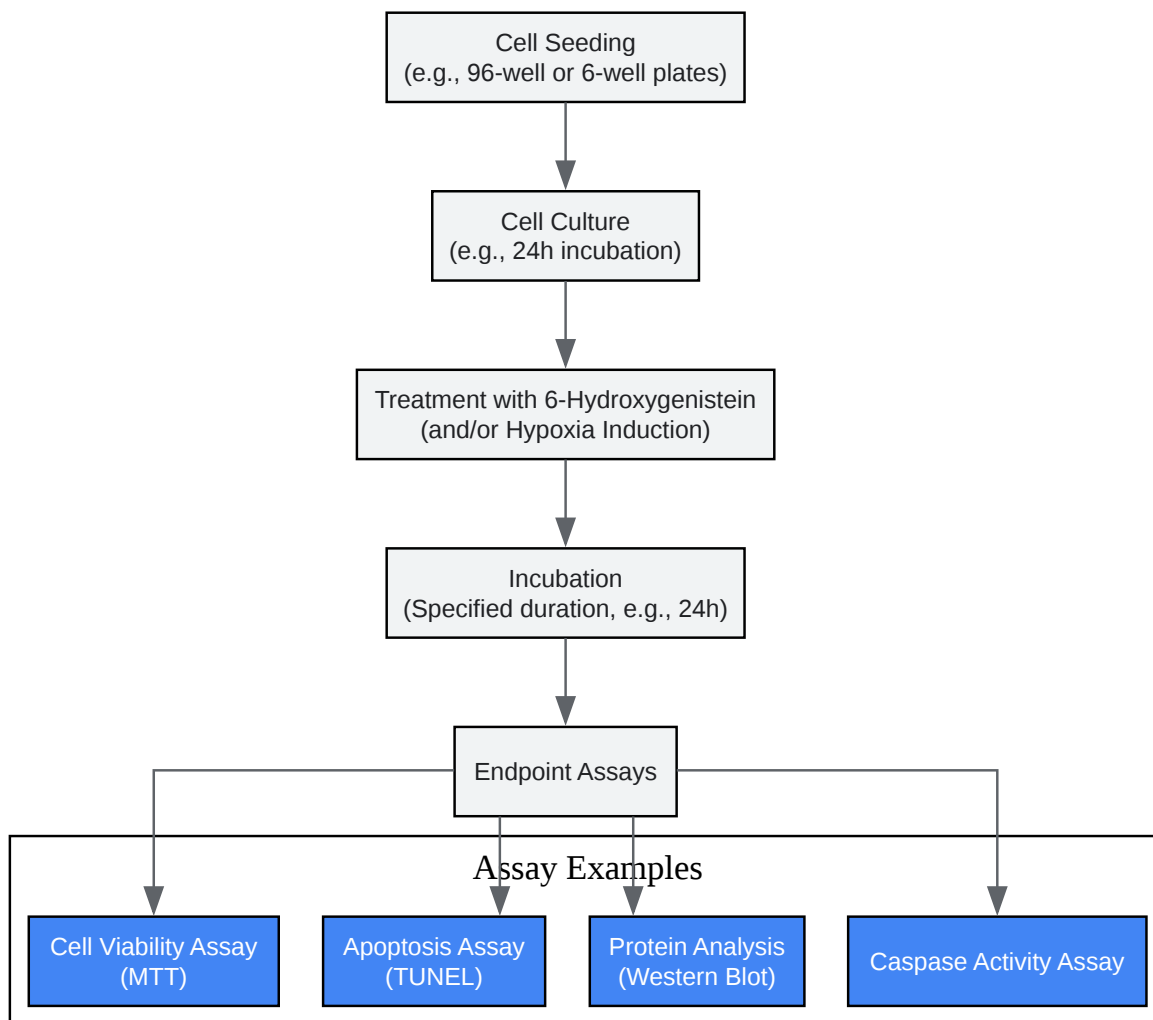 Cell Seeding
(e.g., 96-well or 6-well plates)
Cell Culture
(e.g., 24h incubation)
Treatment with 6-Hydroxygenistein
(and/or Hypoxia Induction)
Incubation
(Specified duration, e.g., 24h)
Endpoint Assays
Assay Examples
Cell Viability Assay
(MTT)
Apoptosis Assay
(TUNEL)
Protein Analysis
(Western Blot)
Caspase Activity Assay